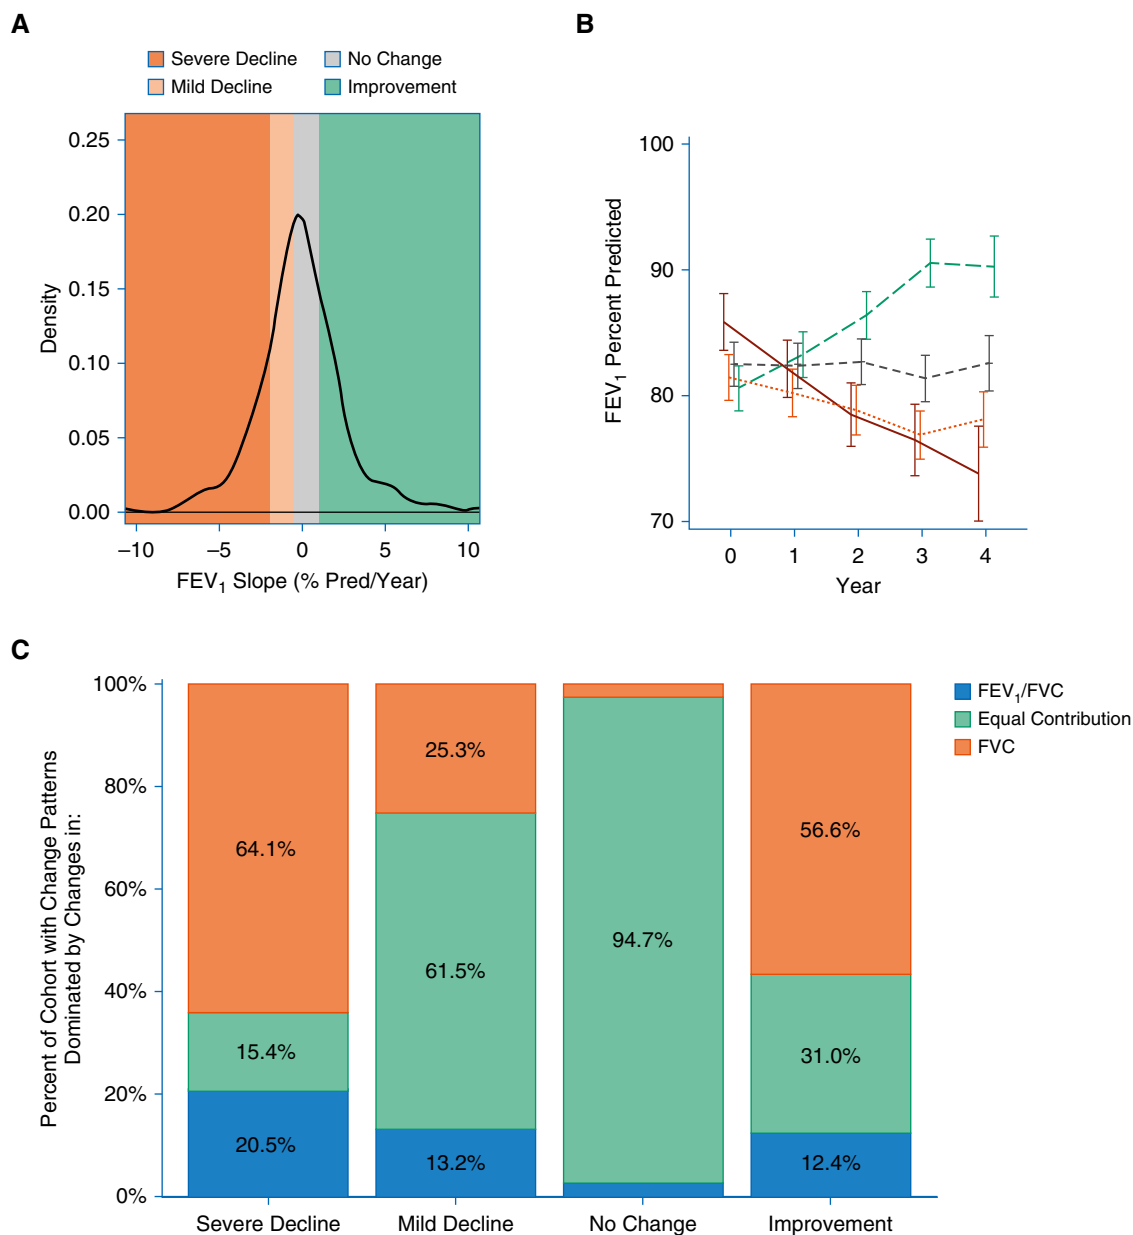 A
Severe Decline
No Change
Mild Decline
Improvement
0.25
0.20
0.15
0.10
0.05
0.00
Density
−10
−5
0
5
10
FEV1 Slope (% Pred/Year)
B
100
90
80
70
FEV1 Percent Predicted
0
1
2
3
4
Year
C
100%
80%
60%
40%
20%
0%
Percent of Cohort with Change Patterns
Dominated by Changes in:
64.1%
15.4%
20.5%
25.3%
61.5%
13.2%
94.7%
56.6%
31.0%
12.4%
Severe Decline
Mild Decline
No Change
Improvement
FEV1/FVC
Equal Contribution
FVC